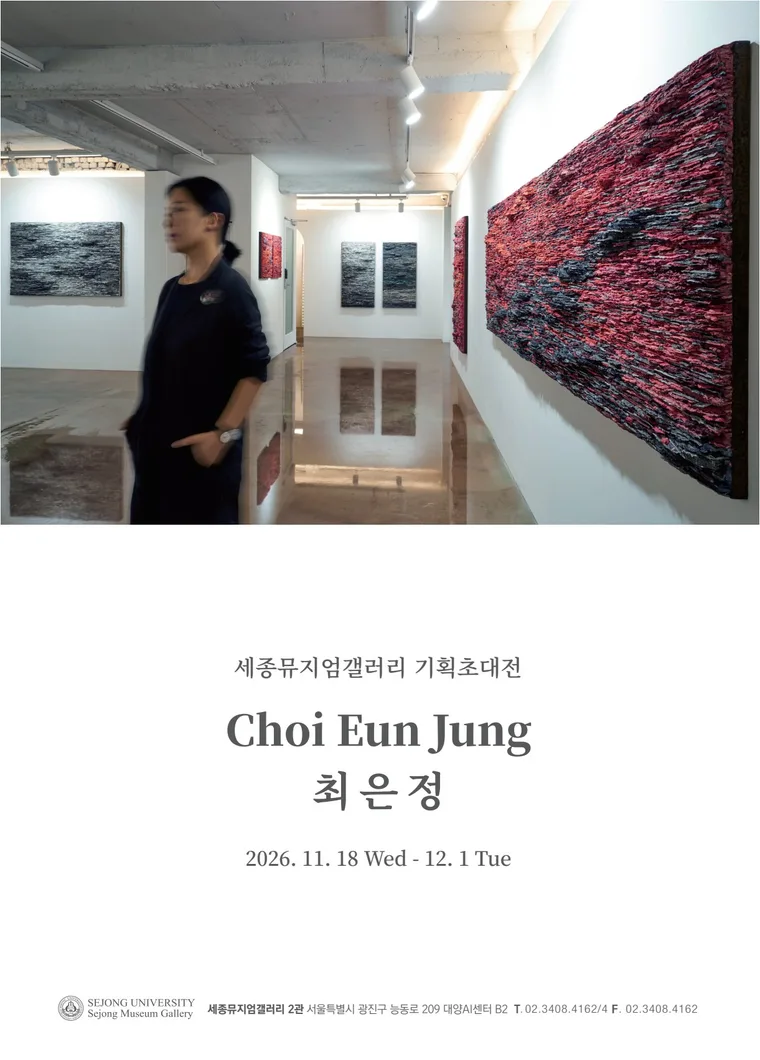 세종뮤지엄갤러리 기획초대전
Choi Eun Jung
최은정
2026. 11. 18 Wed - 12. 1 Tue
SEJONG UNIVERSITY
Sejong Museum Gallery
세종뮤지엄갤러리 2관 서울특별시 광진구 능동로 209 대양AI센터 B2 T. 02.3408.4162/4 F. 02.3408.4162